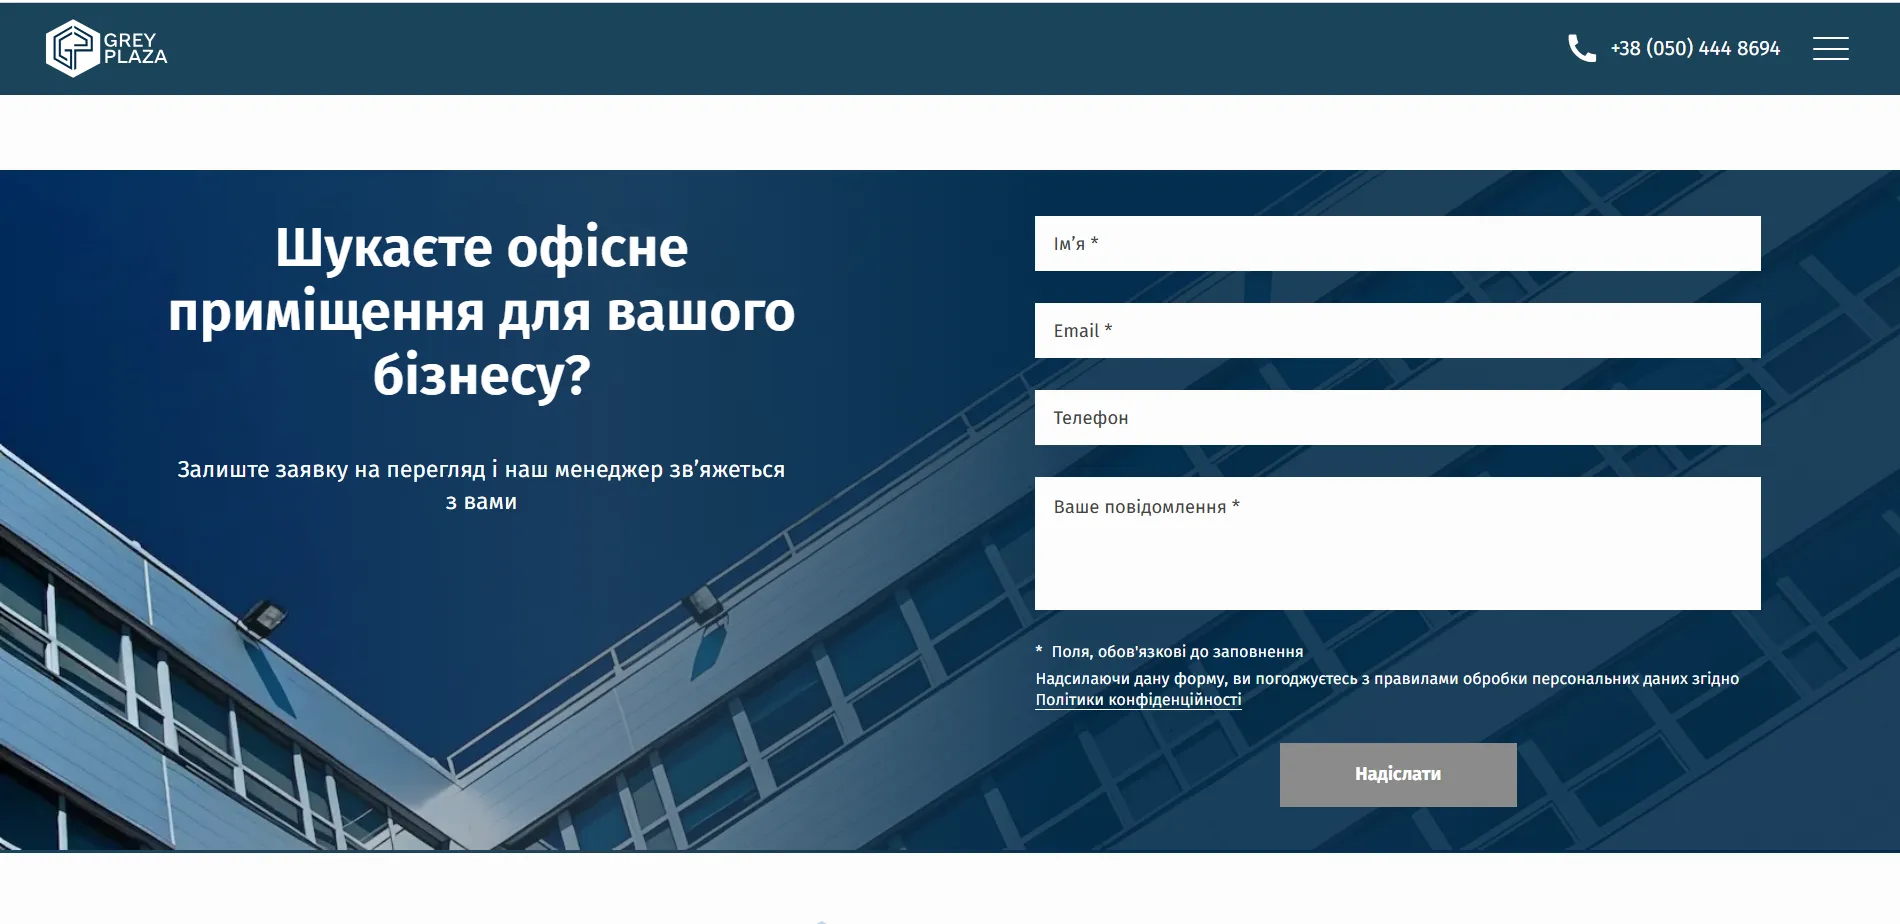 GREY
PLAZA
+38 (050) 444 8694
Шукаєте офісне
приміщення для вашого
бізнесу?
Залиште заявку на перегляд і наш менеджер зв’яжеться
з вами
Ім’я *
Email *
Телефон
Ваше повідомлення *
* Поля, обов'язкові до заповнення
Надсилаючи дану форму, ви погоджуєтесь з правилами обробки персональних даних згідно
Політики конфіденційності
Надіслати